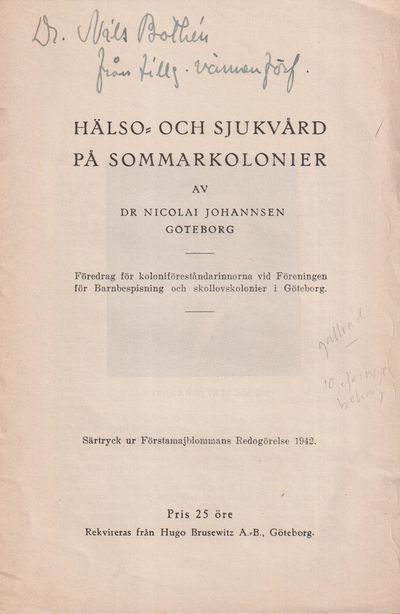 Dr. Nils Bothén
från tillg. vännen förf.
HÄLSO- OCH SJUKVÅRD
PÅ SOMMARKOLONIER
AV
DR NICOLAI JOHANNSEN
GÖTEBORG
Föredrag för koloniföreståndarinnorna vid Föreningen
för Barnbespisning och skollovskolonier i Göteborg.
gallrad
10
Särtryck ur Förstamajblommans Redogörelse 1942.
Pris 25 öre
Rekvireras från Hugo Brusewitz A.-B., Göteborg.